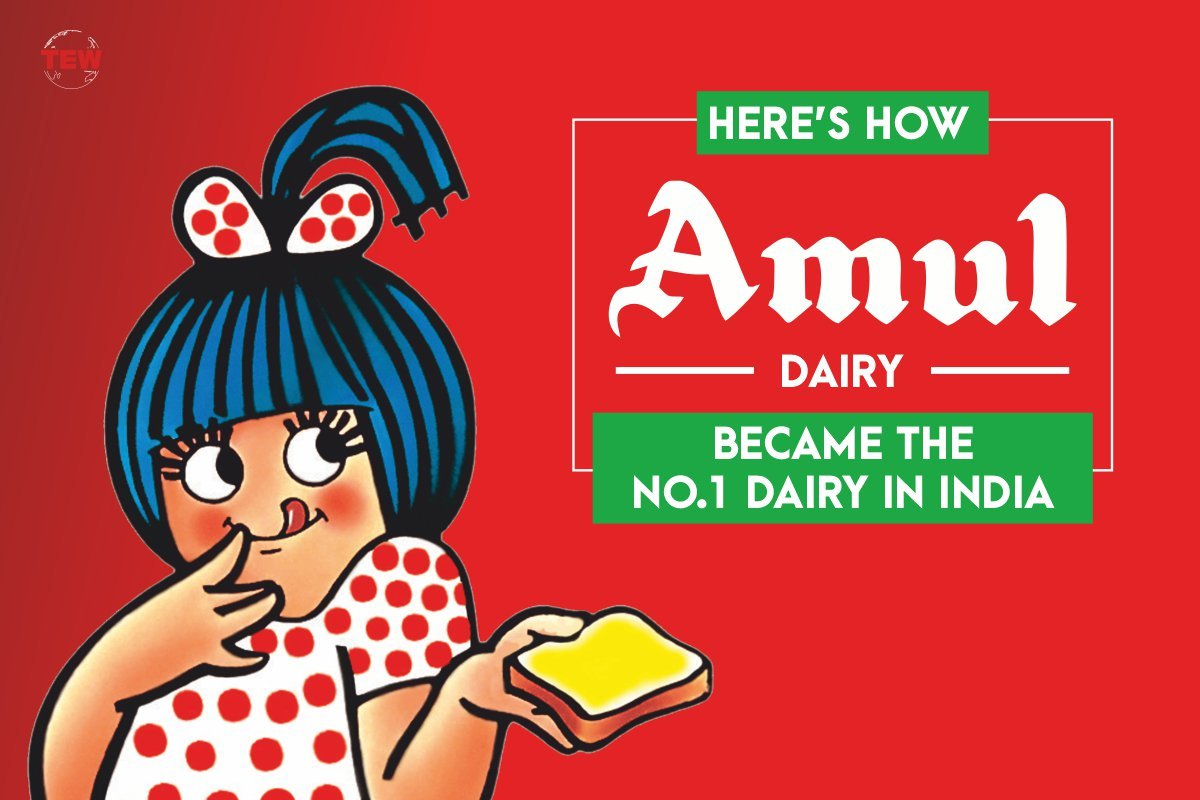 TEW
HERE'S HOW
Amul
DAIRY
BECAME THE
NO.1 DAIRY IN INDIA